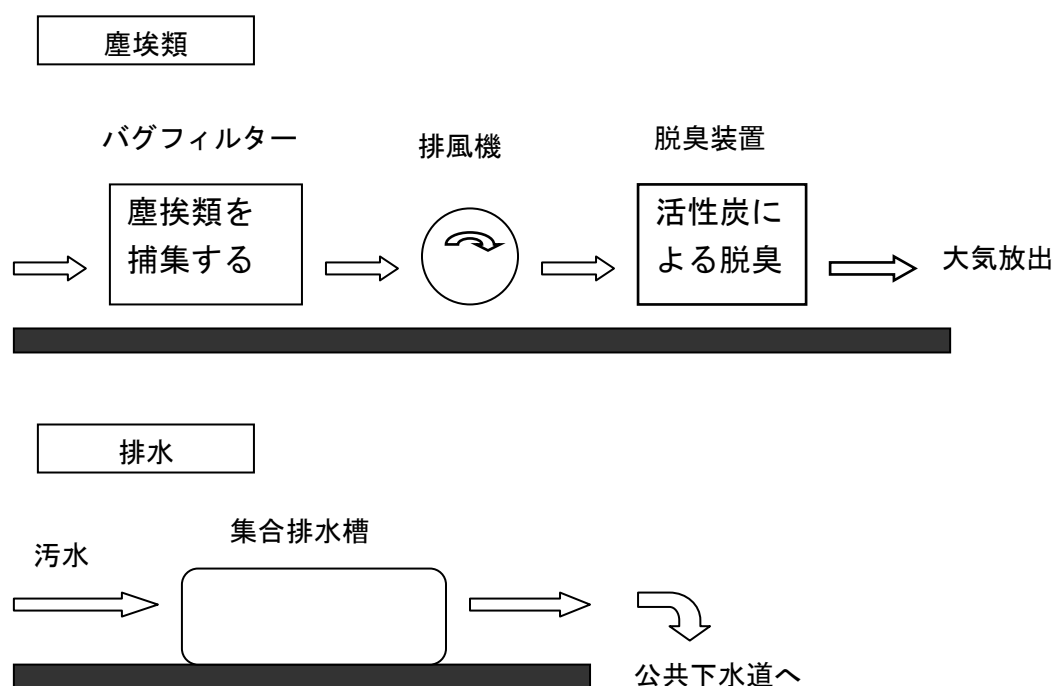 塵埃類
バグフィルター
排風機
脱臭装置
塵挨類を
捕集する
活性炭に
よる脱臭
大気放出
排水
汚水
集合排水槽
公共下水道へ